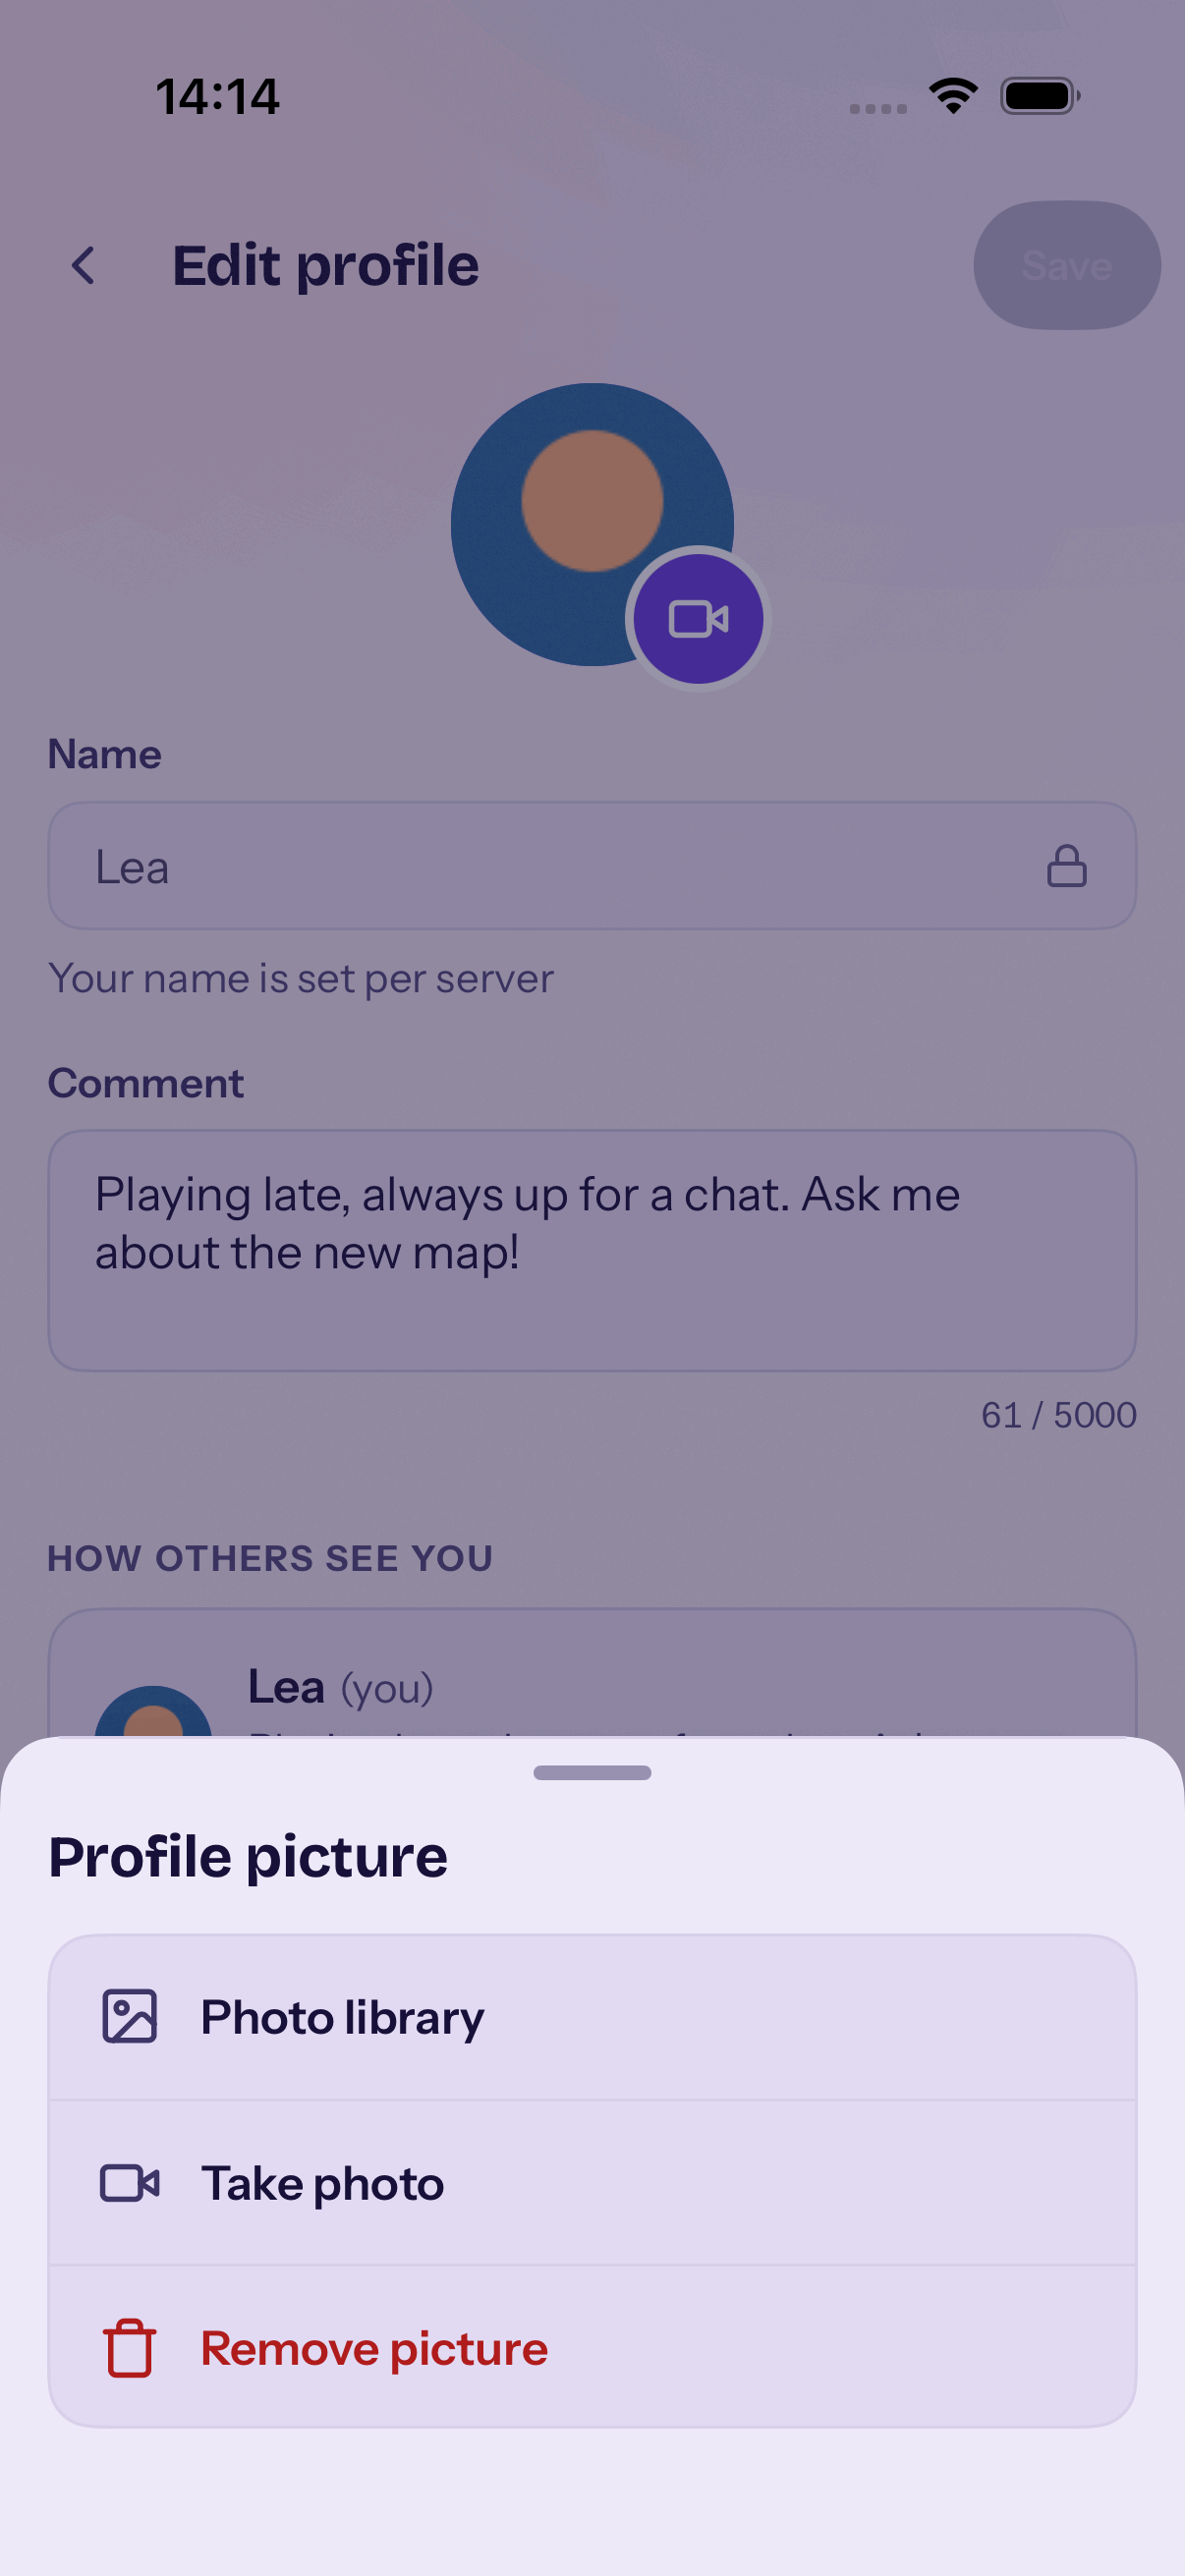 14:14
Edit profile
Save
Name
Lea
Your name is set per server
Comment
Playing late, always up for a chat. Ask me
about the new map!
61 / 5000
HOW OTHERS SEE YOU
Lea (you)
Profile picture
Photo library
Take photo
Remove picture